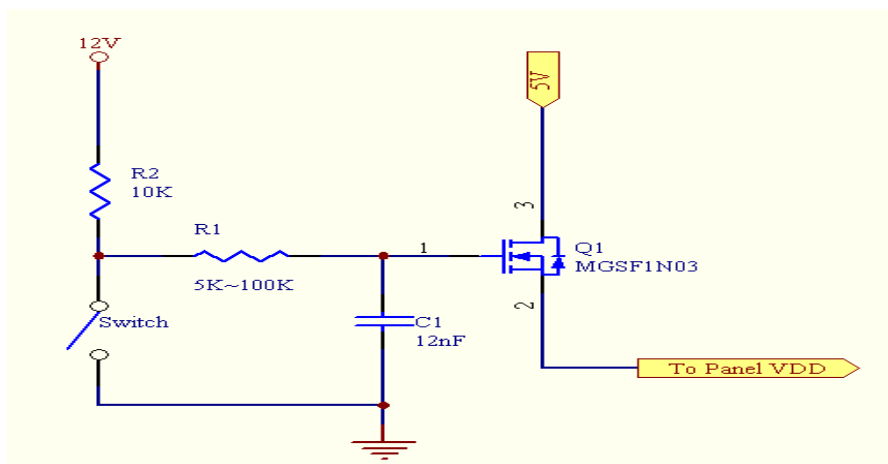 12V
5V
R2
10K
R1
5K~100K
Switch
C1
12nF
1
3
2
Q1
MGSF1N03
To Panel VDD